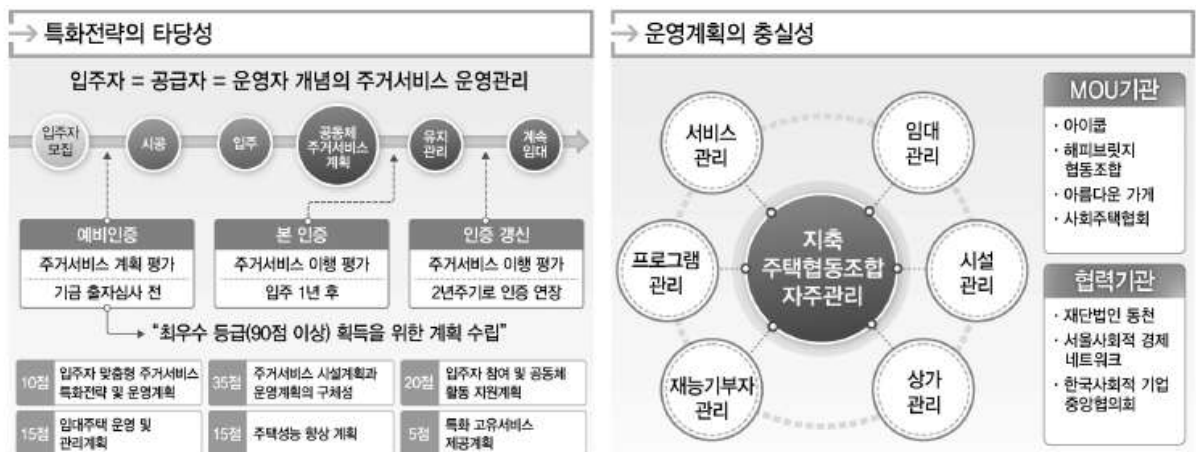 특화전략의 타당성
입주자 = 공급자 = 운영자 개념의 주거서비스 운영관리
입주자
모집
시공
입주
공동체
주거서비스
계획
유지
관리
계속
임대
예비인증
주거서비스 계획 평가
기금 출자심사 전
본 인증
주거서비스 이행 평가
입주 1년 후
인증 갱신
주거서비스 이행 평가
2년주기로 인증 연장
"최우수 등급(90점 이상) 획득을 위한 계획 수립"
10점
입주자 맞춤형 주거서비스
특화전략 및 운영계획
35점
주거서비스 시설계획과
운영계획의 구체성
20점
입주자 참여 및 공동체
활동 지원계획
15점
임대주택 운영 및
관리계획
15점
주택성능 향상 계획
5점
특화 고유서비스
제공계획
운영계획의 충실성
서비스
관리
임대
관리
프로그램
관리
지축
주택협동조합
자주관리
시설
관리
재능기부자
관리
상가
관리
MOU기관
· 아이쿱
· 해피브릿지
협동조합
· 아름다운 가게
· 사회주택협회
협력기관
· 재단법인 동천
· 서울사회적 경제
네트워크
· 한국사회적 기업
중앙협의회